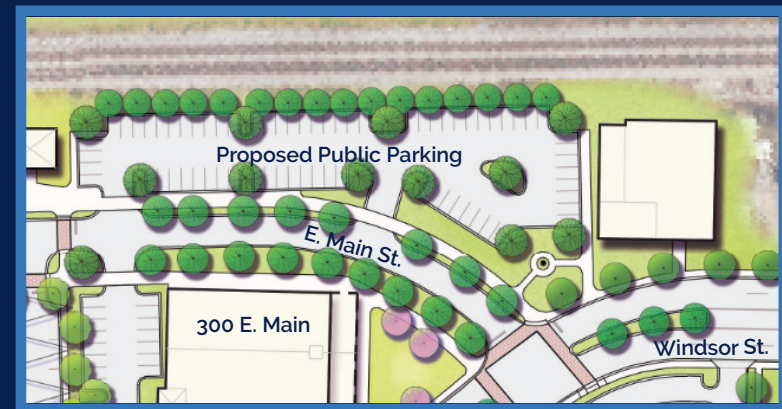 Proposed Public Parking
E. Main St.
300 E. Main
Windsor St.